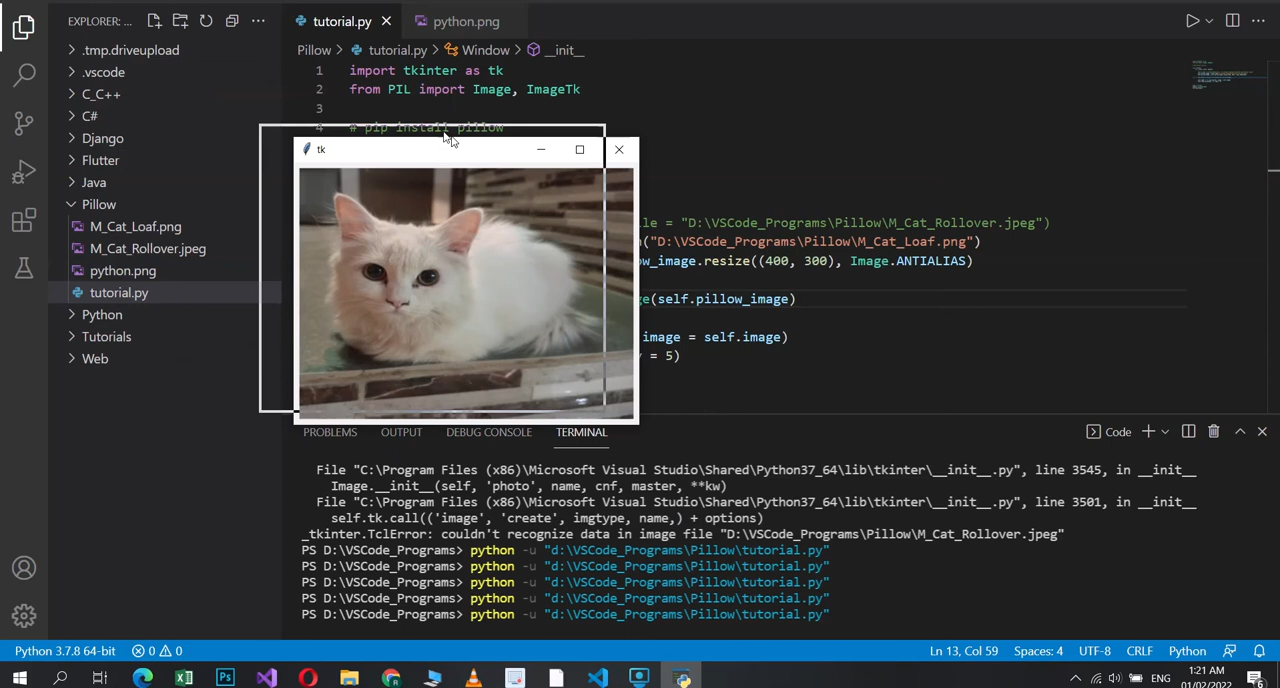 EXPLORER: ...
tutorial.py
python.png
Pillow > tutorial.py > Window > __init__
.tmp.driveupload
.vscode
C_C++
C#
Django
Flutter
Java
Pillow
M_Cat_Loaf.png
M_Cat_Rollover.jpeg
python.png
tutorial.py
Python
Tutorials
Web
1 import tkinter as tk
2 from PIL import Image, ImageTk
3
4 # pip install pillow
tk
le = "D:\VSCode_Programs\Pillow\M_Cat_Rollover.jpeg")
("D:\VSCode_Programs\Pillow\M_Cat_Loaf.png")
w_image.resize((400, 300), Image.ANTIALIAS)
e(self.pillow_image)
image = self.image)
= 5)
PROBLEMS OUTPUT DEBUG CONSOLE TERMINAL
Code
File "C:\Program Files (x86)\Microsoft Visual Studio\Shared\Python37_64\lib\tkinter\__init__.py", line 3545, in __init__
Image.__init__(self, 'photo', name, cnf, master, **kw)
File "C:\Program Files (x86)\Microsoft Visual Studio\Shared\Python37_64\lib\tkinter\__init__.py", line 3501, in __init__
self.tk.call(('image', 'create', imgtype, name,) + options)
_tkinter.TclError: couldn't recognize data in image file "D:\VSCode_Programs\Pillow\M_Cat_Rollover.jpeg"
PS D:\VSCode_Programs> python -u "d:\VSCode_Programs\Pillow\tutorial.py"
PS D:\VSCode_Programs> python -u "d:\VSCode_Programs\Pillow\tutorial.py"
PS D:\VSCode_Programs> python -u "d:\VSCode_Programs\Pillow\tutorial.py"
PS D:\VSCode_Programs> python -u "d:\VSCode_Programs\Pillow\tutorial.py"
PS D:\VSCode_Programs> python -u "d:\VSCode_Programs\Pillow\tutorial.py"
Python 3.7.8 64-bit 0 0 Ln 13, Col 59 Spaces: 4 UTF-8 CRLF Python
ENG
1:21 AM
01/02/2022
6